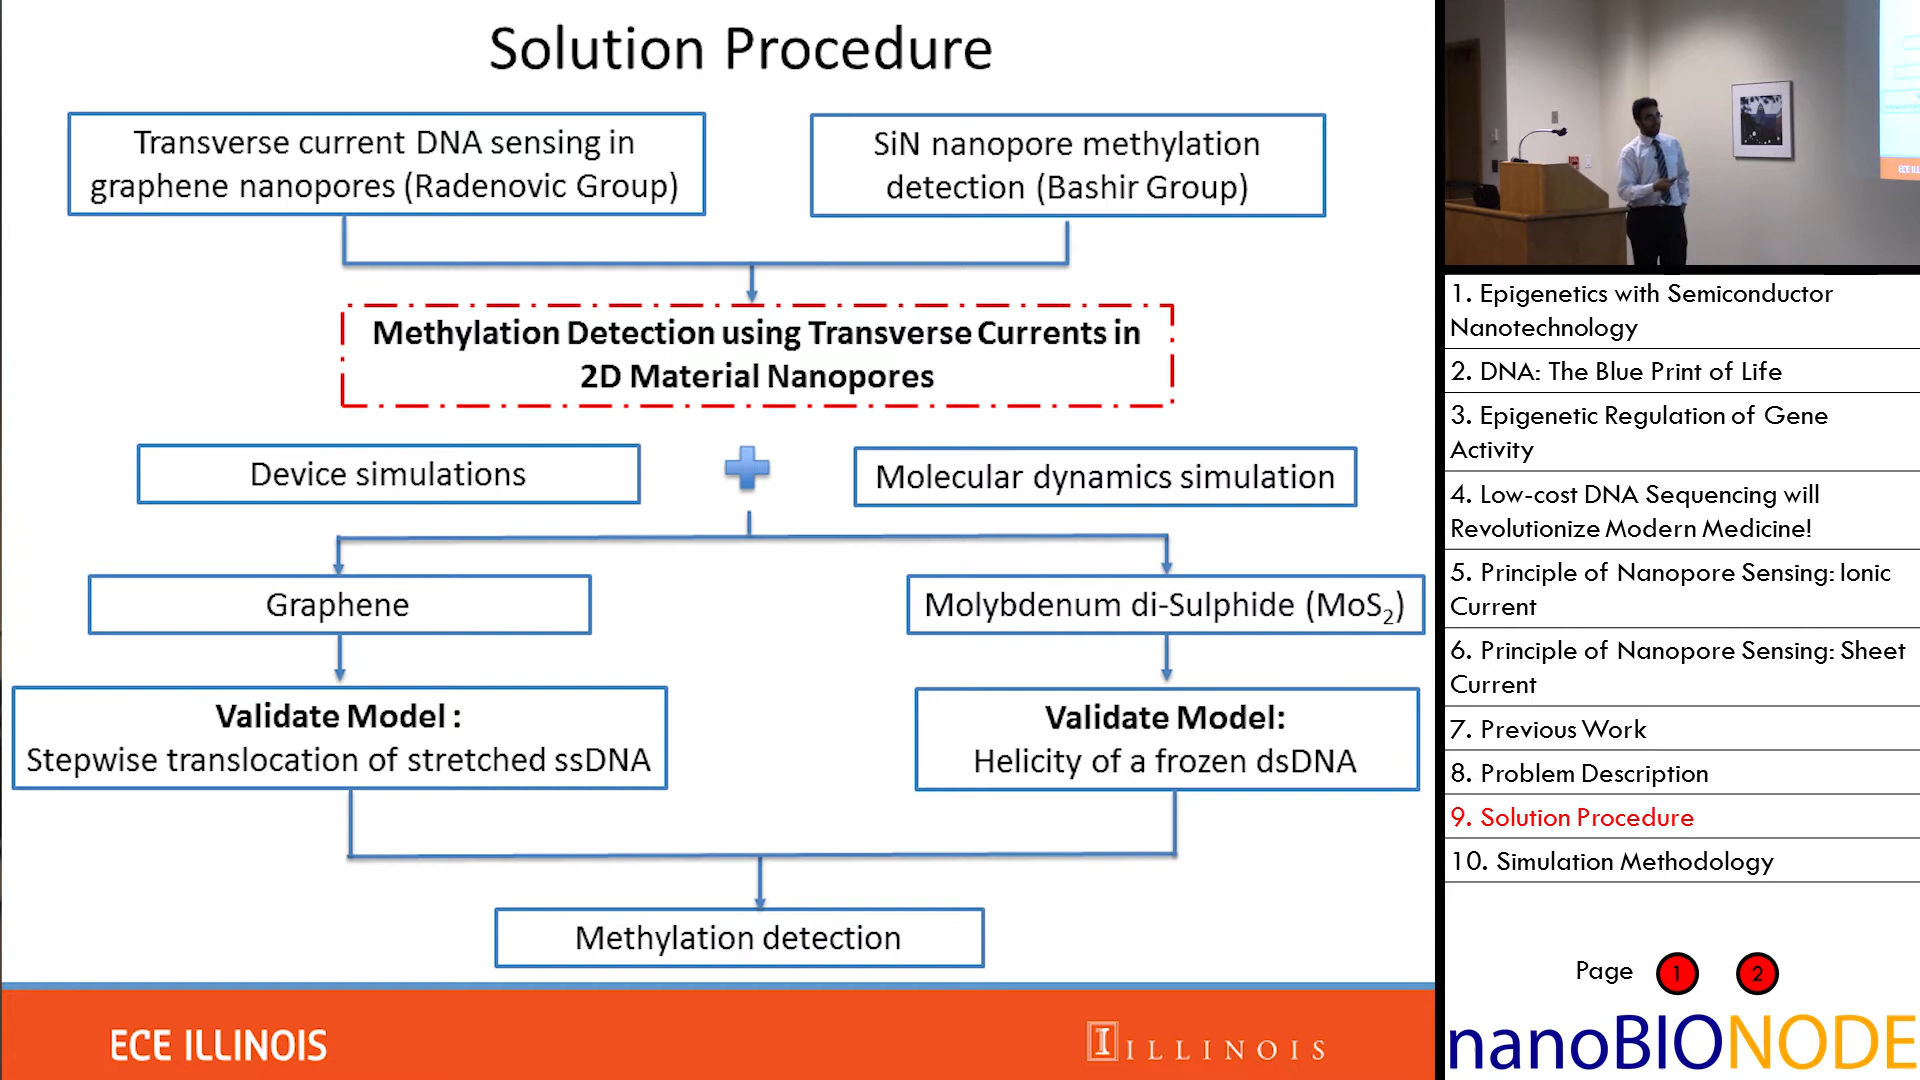 Solution Procedure
Transverse current DNA sensing in
graphene nanopores (Radenovic Group)
SiN nanopore methylation
detection (Bashir Group)
Methylation Detection using Transverse Currents in
2D Material Nanopores
Device simulations
Molecular dynamics simulation
Graphene
Molybdenum di-Sulphide (MoS2)
Validate Model :
Stepwise translocation of stretched ssDNA
Validate Model:
Helicity of a frozen dsDNA
Methylation detection
ECE ILLINOIS
I ILLINOIS
ECE ILL
1. Epigenetics with Semiconductor
Nanotechnology
2. DNA: The Blue Print of Life
3. Epigenetic Regulation of Gene
Activity
4. Low-cost DNA Sequencing will
Revolutionize Modern Medicine!
5. Principle of Nanopore Sensing: Ionic
Current
6. Principle of Nanopore Sensing: Sheet
Current
7. Previous Work
8. Problem Description
9. Solution Procedure
10. Simulation Methodology
Page 1 2
nanoBIONODE